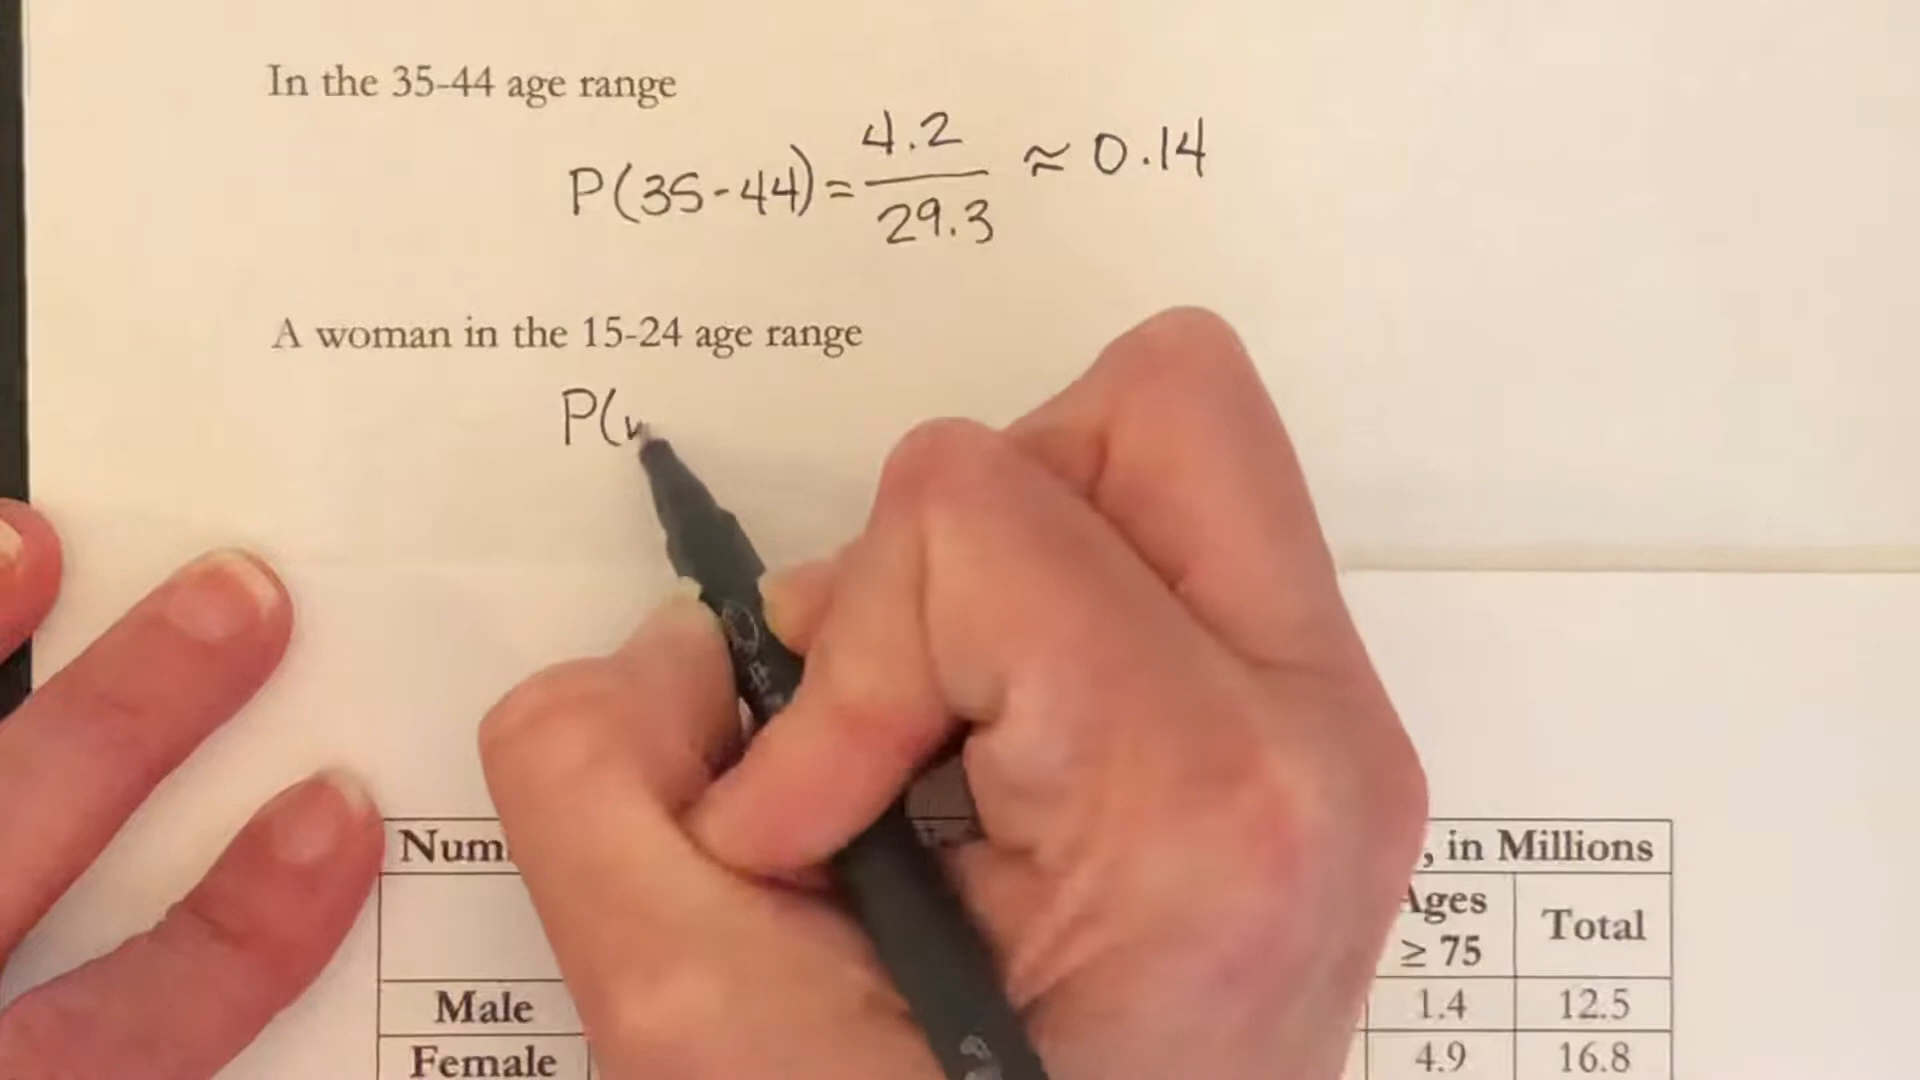 In the 35-44 age range
P(35-44) = 4.2 / 29.3 ≈ 0.14
A woman in the 15-24 age range
P(w
, in Millions
Ages ≥ 75 Total
Male 1.4 12.5
Female 4.9 16.8